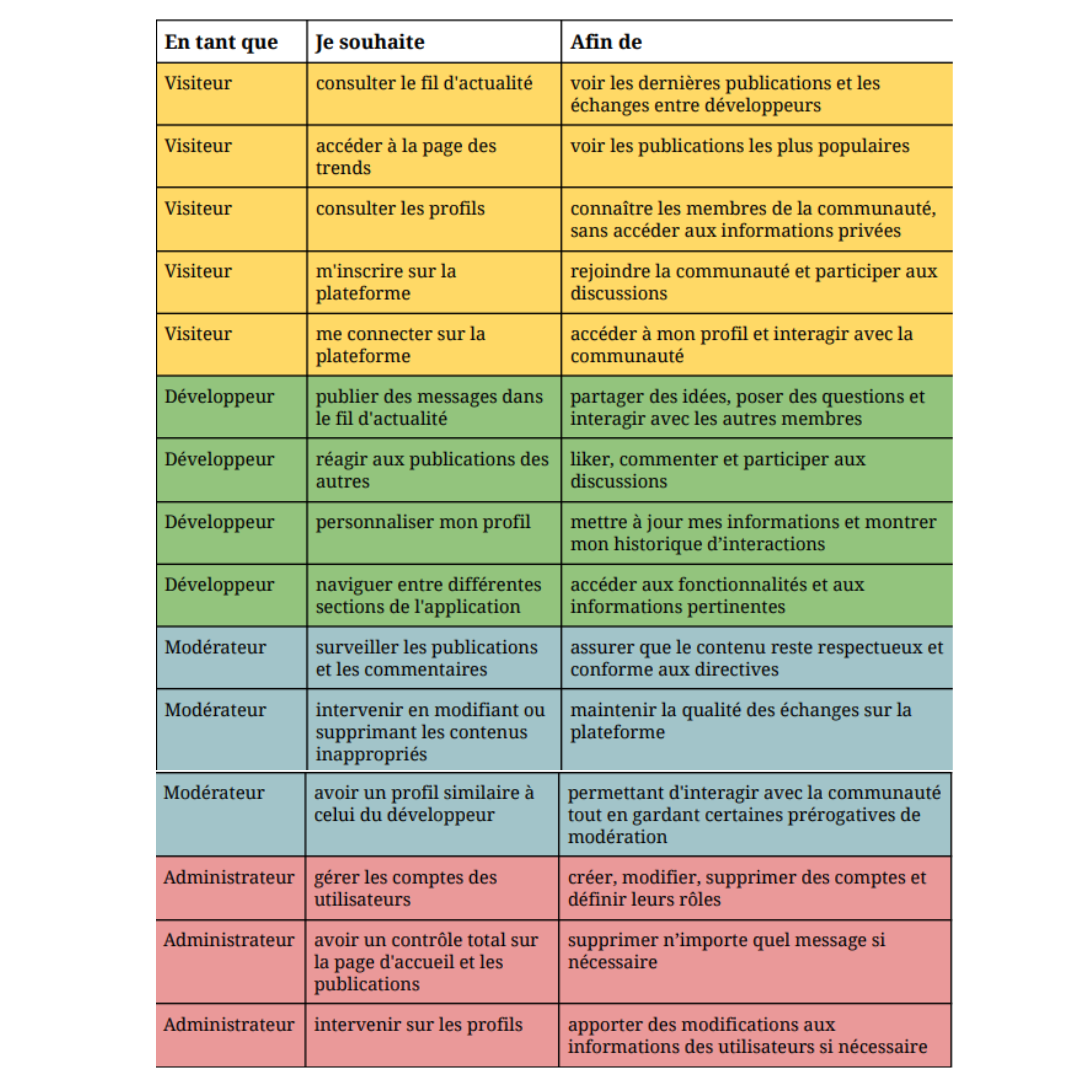 En tant que Je souhaite Afin de
Visiteur consulter le fil d'actualité voir les dernières publications et les
échanges entre développeurs
Visiteur accéder à la page des voir les publications les plus populaires
trends
Visiteur consulter les profils connaître les membres de la communauté,
sans accéder aux informations privées
Visiteur m'inscrire sur la rejoindre la communauté et participer aux
plateforme discussions
Visiteur me connecter sur la accéder à mon profil et interagir avec la
plateforme communauté
Développeur publier des messages dans partager des idées, poser des questions et
le fil d'actualité interagir avec les autres membres
Développeur réagir aux publications des liker, commenter et participer aux
autres discussions
Développeur personnaliser mon profil mettre à jour mes informations et montrer
mon historique d’interactions
Développeur naviguer entre différentes accéder aux fonctionnalités et aux
sections de l'application informations pertinentes
Modérateur surveiller les publications assurer que le contenu reste respectueux et
et les commentaires conforme aux directives
Modérateur intervenir en modifiant ou maintenir la qualité des échanges sur la
supprimant les contenus plateforme
inappropriés
Modérateur avoir un profil similaire à permettant d'interagir avec la communauté
celui du développeur tout en gardant certaines prérogatives de
modération
Administrateur gérer les comptes des créer, modifier, supprimer des comptes et
utilisateurs définir leurs rôles
Administrateur avoir un contrôle total sur supprimer n’importe quel message si
la page d'accueil et les nécessaire
publications
Administrateur intervenir sur les profils apporter des modifications aux
informations des utilisateurs si nécessaire